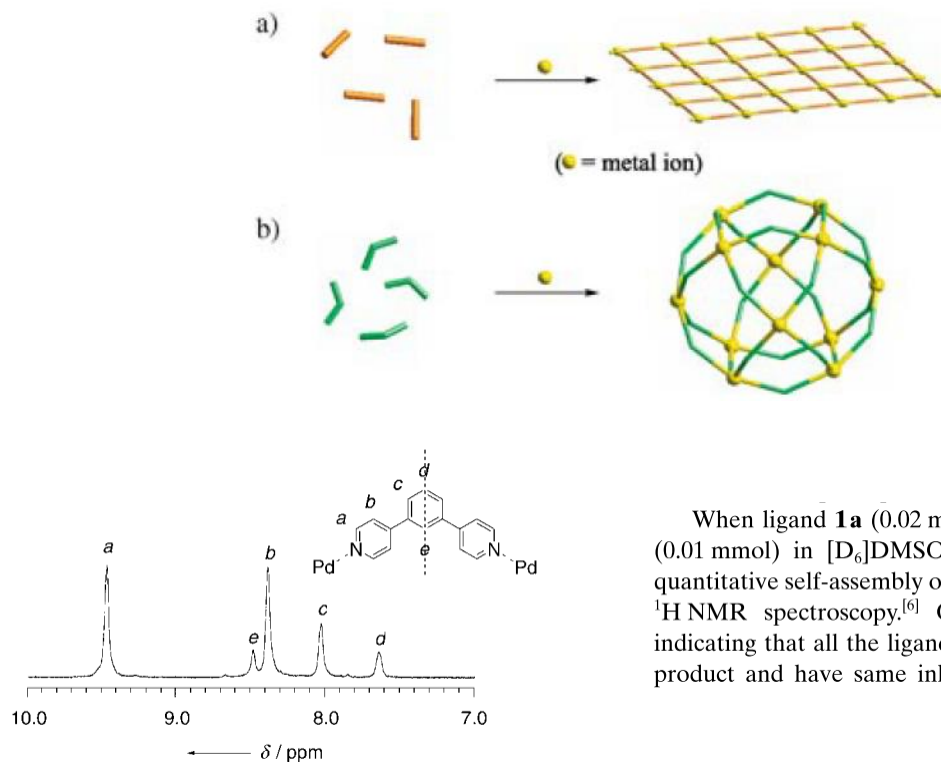 a)
( = metal ion)
b)
a
b
c
d
e
N
N
Pd
Pd
a
e
b
c
d
10.0
9.0
8.0
7.0
δ / ppm
When ligand 1a (0.02 m
(0.01 mmol) in [D6]DMSO
quantitative self-assembly o
1H NMR spectroscopy.[6]
indicating that all the ligand
product and have same in